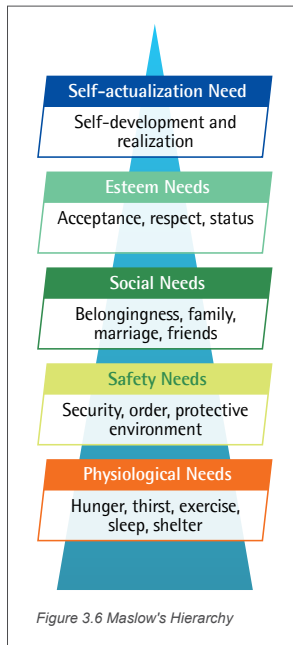 Self-actualization Need
Self-development and
realization
Esteem Needs
Acceptance, respect, status
Social Needs
Belongingness, family,
marriage, friends
Safety Needs
Security, order, protective
environment
Physiological Needs
Hunger, thirst, exercise,
sleep, shelter
Figure 3.6 Maslow's Hierarchy